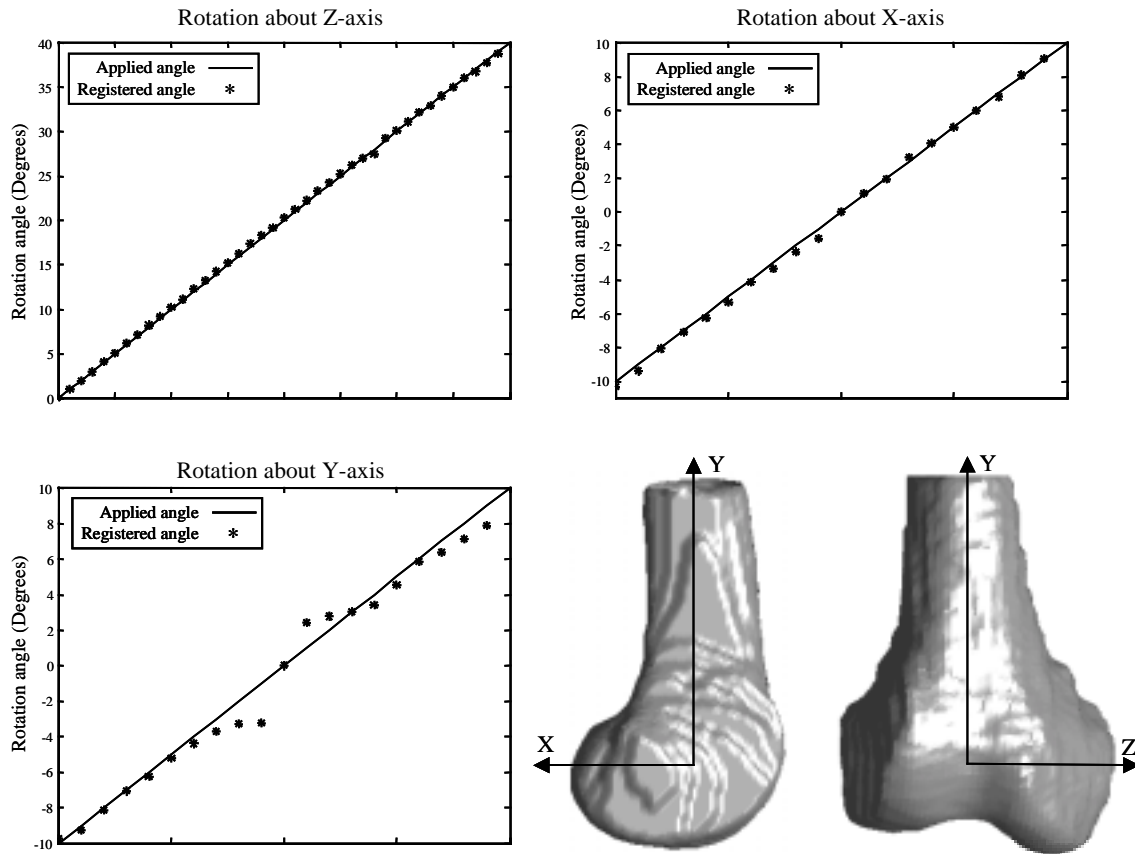 Rotation about Z-axis
40
35
30
25
20
15
10
5
0
Rotation angle (Degrees)
Applied angle
Registered angle
Rotation about X-axis
10
8
6
4
2
0
-2
-4
-6
-8
-10
Rotation angle (Degrees)
Applied angle
Registered angle
Rotation about Y-axis
10
8
6
4
2
0
-2
-4
-6
-8
-10
Rotation angle (Degrees)
Applied angle
Registered angle
Y
X
Y
Z